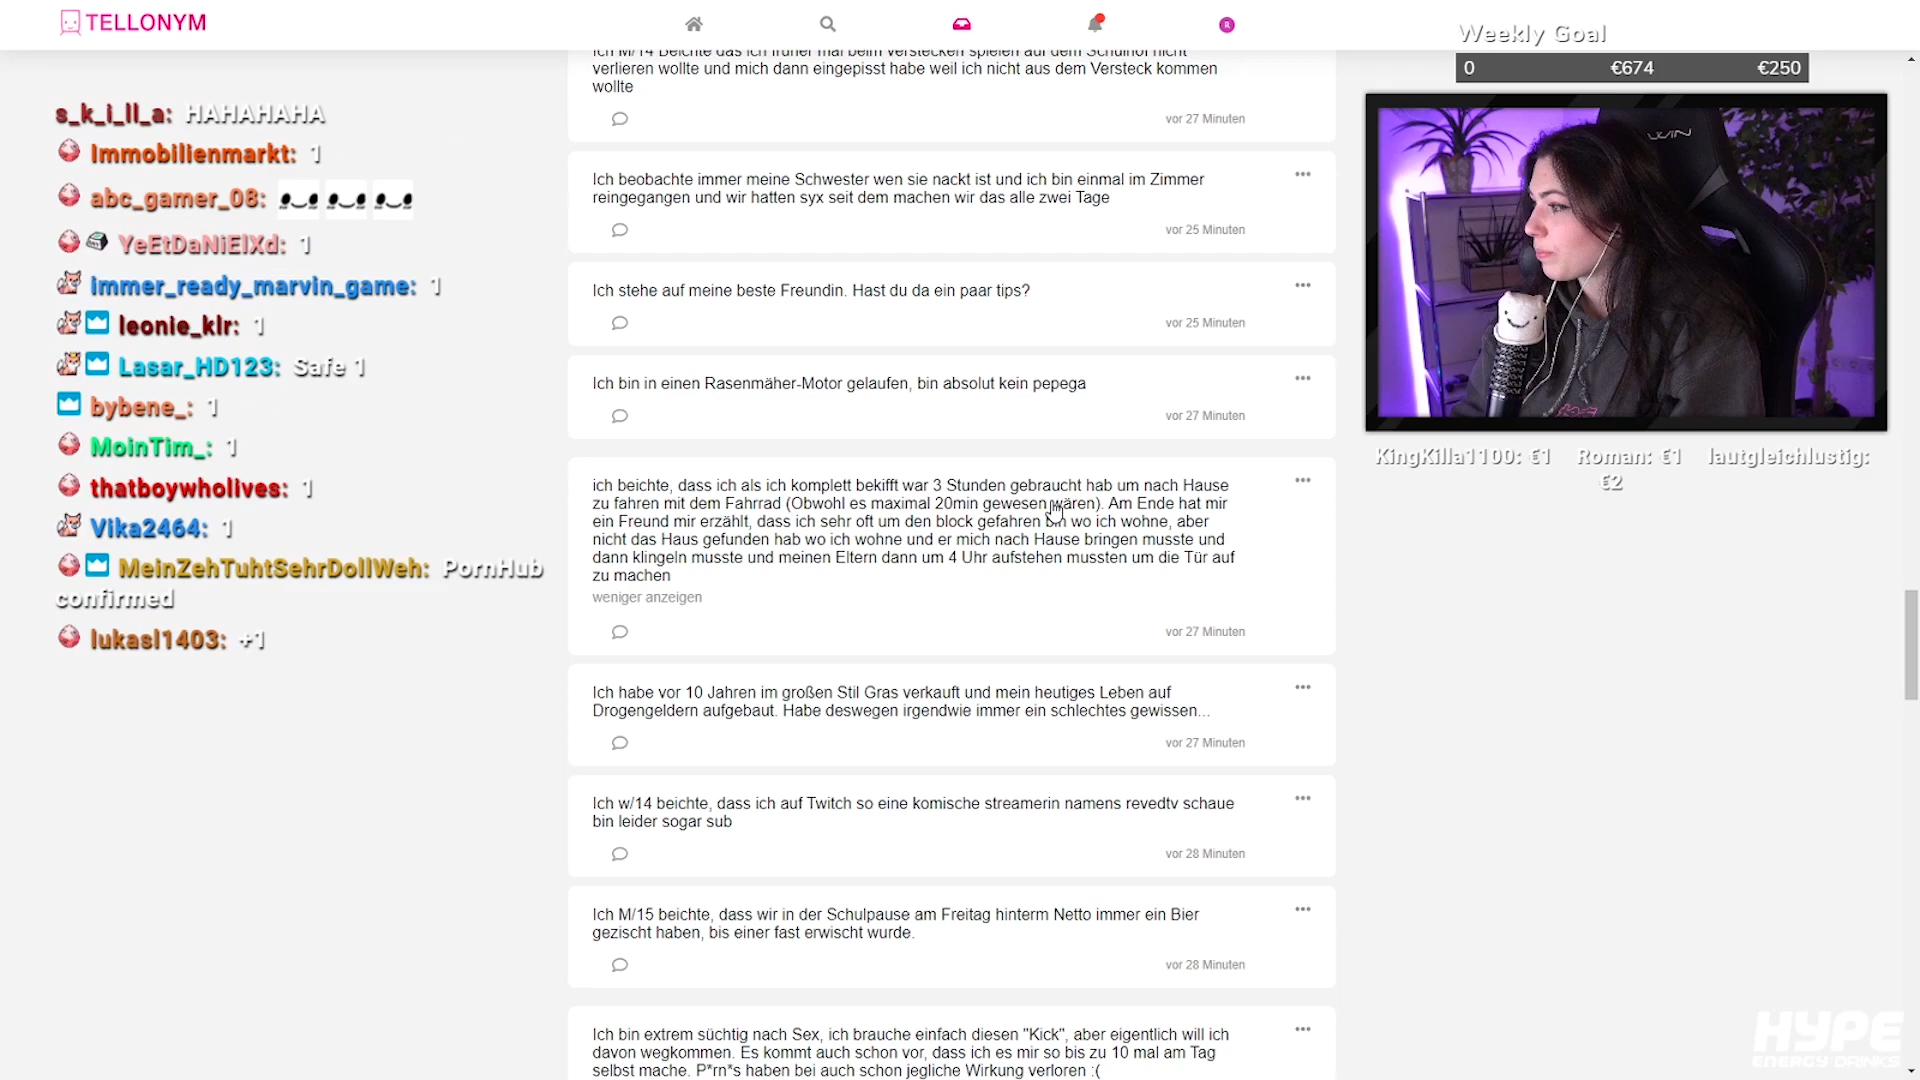 TELLONYM
R
Weekly Goal
0 €674 €250
s_k_i_ll_a: HAHAHAHA
Immobilienmarkt: 1
abc_gamer_08:
YeEtDaNiElXd: 1
immer_ready_marvin_game: 1
leonie_klr: 1
Lasar_HD123: Safe 1
bybene_: 1
MoinTim_: 1
thatboywholives: 1
Vika2464: 1
MeinZehTuhtSehrDollWeh: PornHub
confirmed
lukasl1403: +1
Ich M/14 Beichte das ich früher mal beim verstecken spielen auf dem Schulhof nicht
verlieren wollte und mich dann eingepisst habe weil ich nicht aus dem Versteck kommen
wollte
vor 27 Minuten
Ich beobachte immer meine Schwester wen sie nackt ist und ich bin einmal im Zimmer
reingegangen und wir hatten syx seit dem machen wir das alle zwei Tage
vor 25 Minuten
Ich stehe auf meine beste Freundin. Hast du da ein paar tips?
vor 25 Minuten
Ich bin in einen Rasenmäher-Motor gelaufen, bin absolut kein pepega
vor 27 Minuten
ich beichte, dass ich als ich komplett bekifft war 3 Stunden gebraucht hab um nach Hause
zu fahren mit dem Fahrrad (Obwohl es maximal 20min gewesen wären). Am Ende hat mir
ein Freund mir erzählt, dass ich sehr oft um den block gefahren bin wo ich wohne, aber
nicht das Haus gefunden hab wo ich wohne und er mich nach Hause bringen musste und
dann klingeln musste und meinen Eltern dann um 4 Uhr aufstehen mussten um die Tür auf
zu machen
weniger anzeigen
vor 27 Minuten
Ich habe vor 10 Jahren im großen Stil Gras verkauft und mein heutiges Leben auf
Drogengeldern aufgebaut. Habe deswegen irgendwie immer ein schlechtes gewissen...
vor 27 Minuten
Ich w/14 beichte, dass ich auf Twitch so eine komische streamerin namens revedtv schaue
bin leider sogar sub
vor 28 Minuten
Ich M/15 beichte, dass wir in der Schulpause am Freitag hinterm Netto immer ein Bier
gezischt haben, bis einer fast erwischt wurde.
vor 28 Minuten
Ich bin extrem süchtig nach Sex, ich brauche einfach diesen "Kick", aber eigentlich will ich
davon wegkommen. Es kommt auch schon vor, dass ich es mir so bis zu 10 mal am Tag
selbst mache. P*rn*s haben bei auch schon jegliche Wirkung verloren :(
KingKilla1100: €1 Roman: €1 lautgleichlustig:
€2
HYPE
ENERGY DRINKS